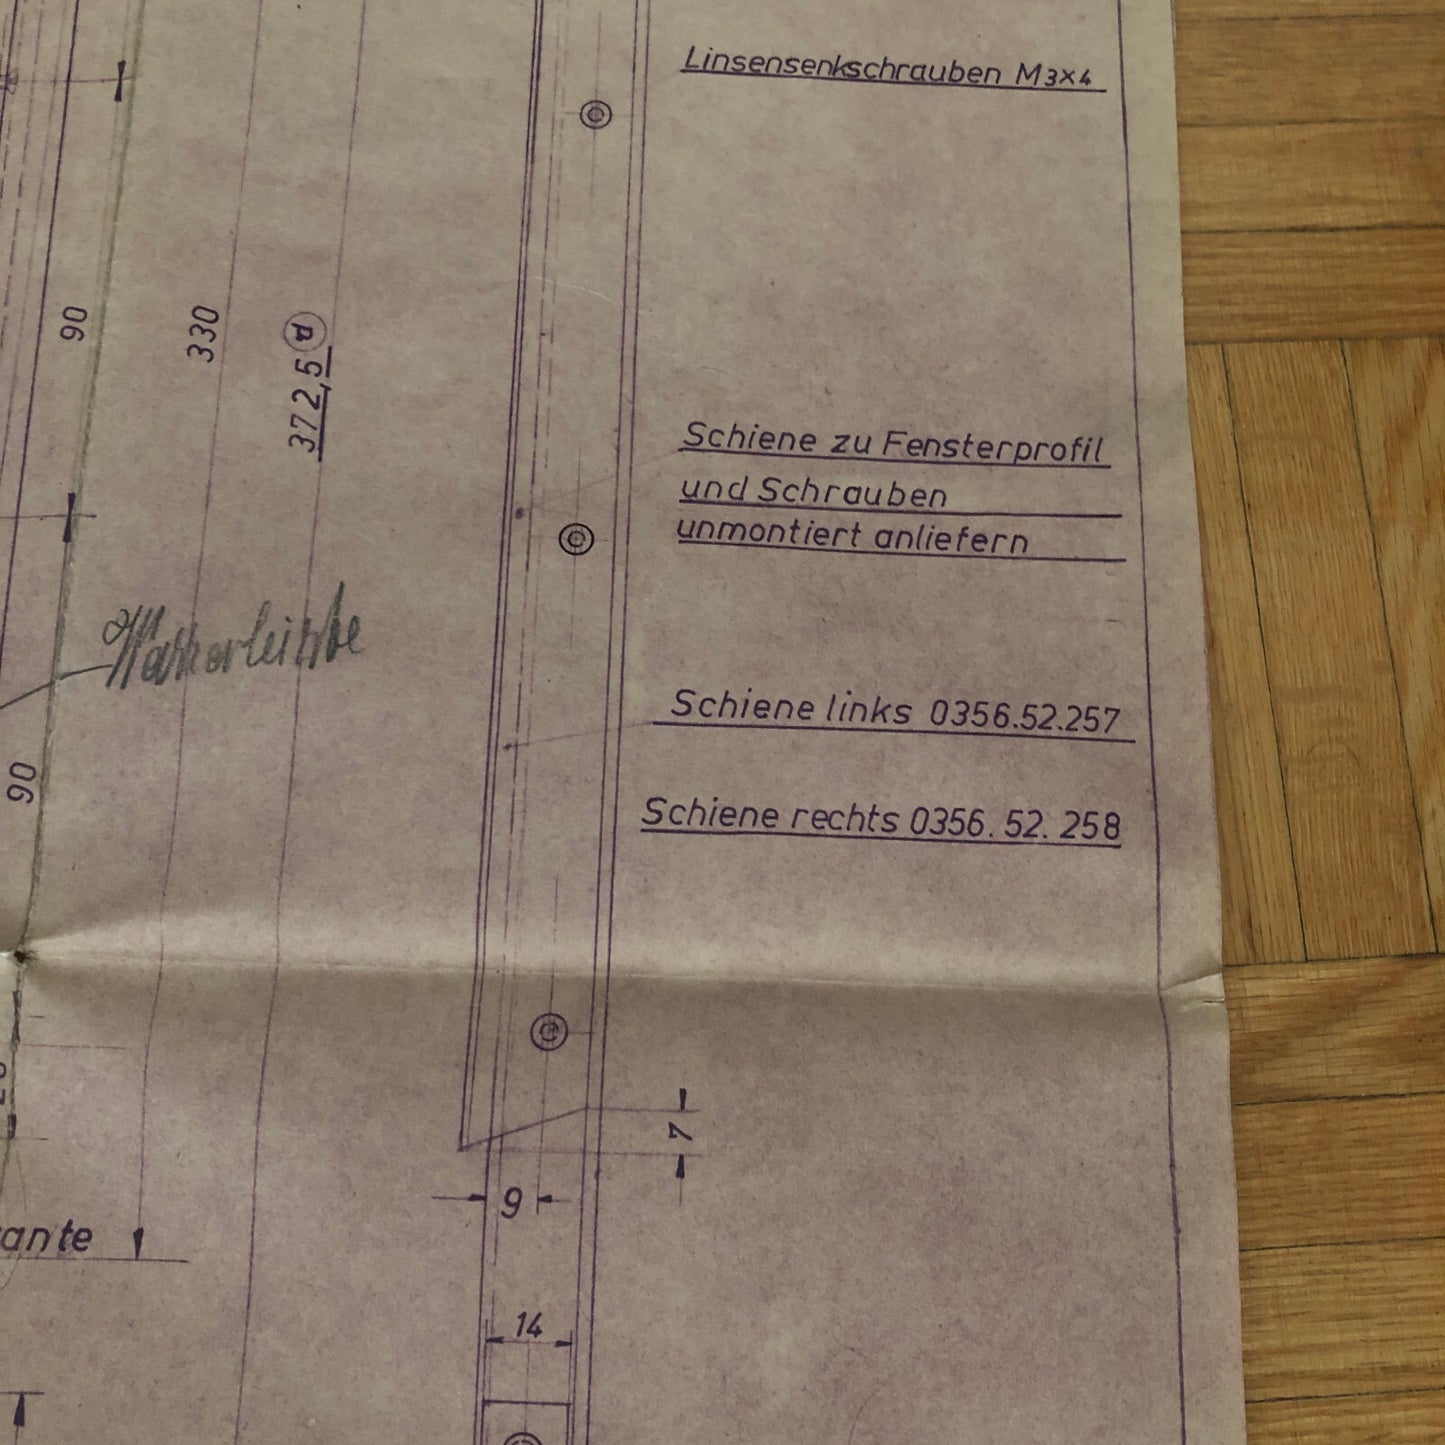 Linsensenkschrauben M3x4
90
330
372,5
Schiene zu Fensterprofil
und Schrauben
unmontiert anliefern
Schiene links 0356.52.257
90
Schiene rechts 0356.52.258
7
9
ante
14